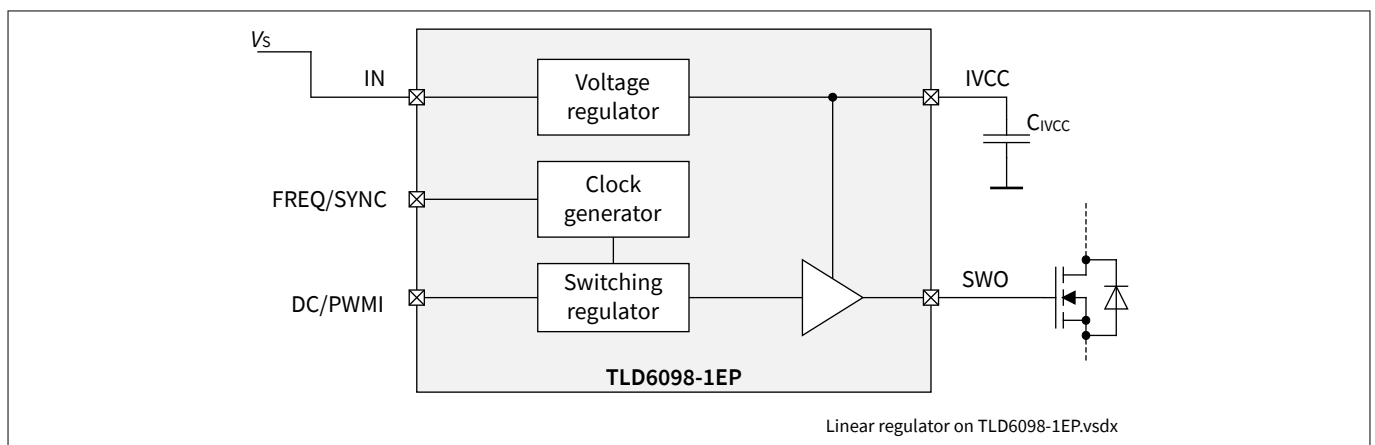 VS
IN
Voltage
regulator
IVCC
CIVCC
FREQ/SYNC
Clock
generator
DC/PWMI
Switching
regulator
SWO
TLD6098-1EP
Linear regulator on TLD6098-1EP.vsdx